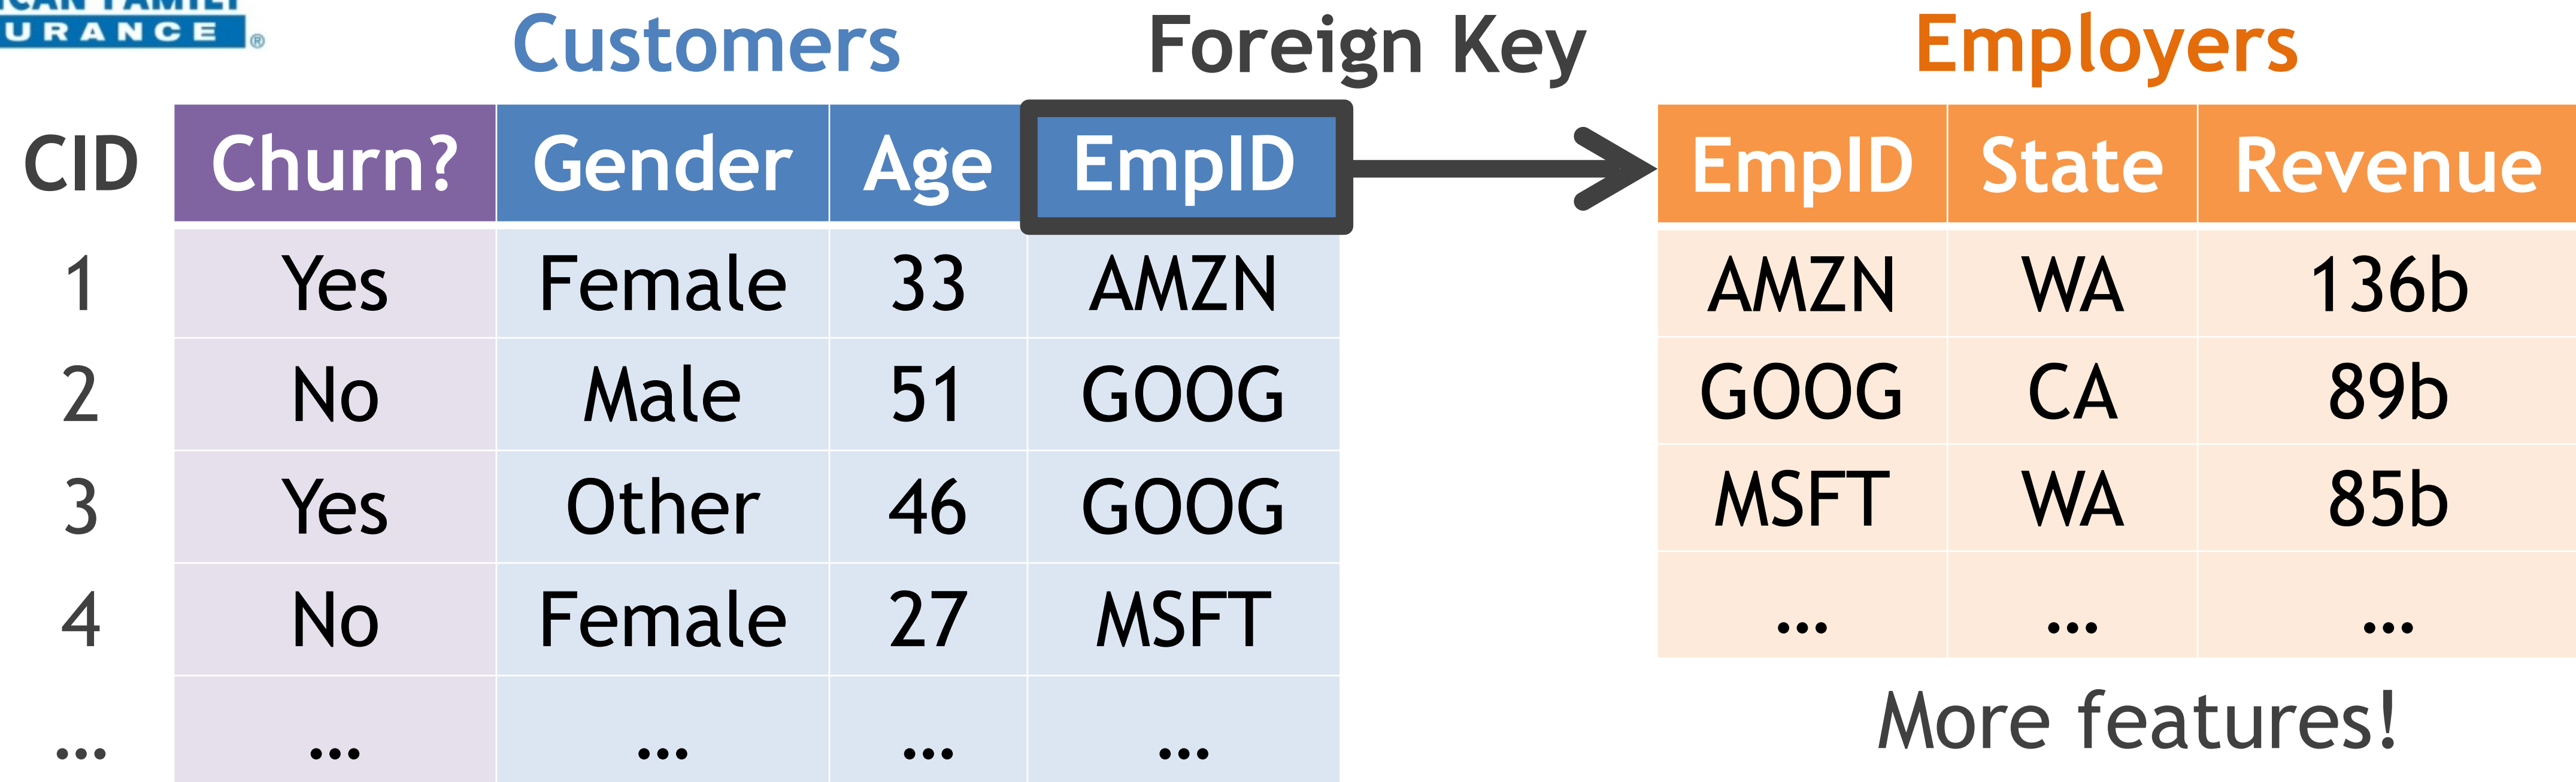 URANCE ®
Customers Foreign Key Employers
CID Churn? Gender Age EmpID EmpID State Revenue
1 Yes Female 33 AMZN AMZN WA 136b
2 No Male 51 GOOG GOOG CA 89b
3 Yes Other 46 GOOG MSFT WA 85b
4 No Female 27 MSFT … … …
… … … … …
More features!